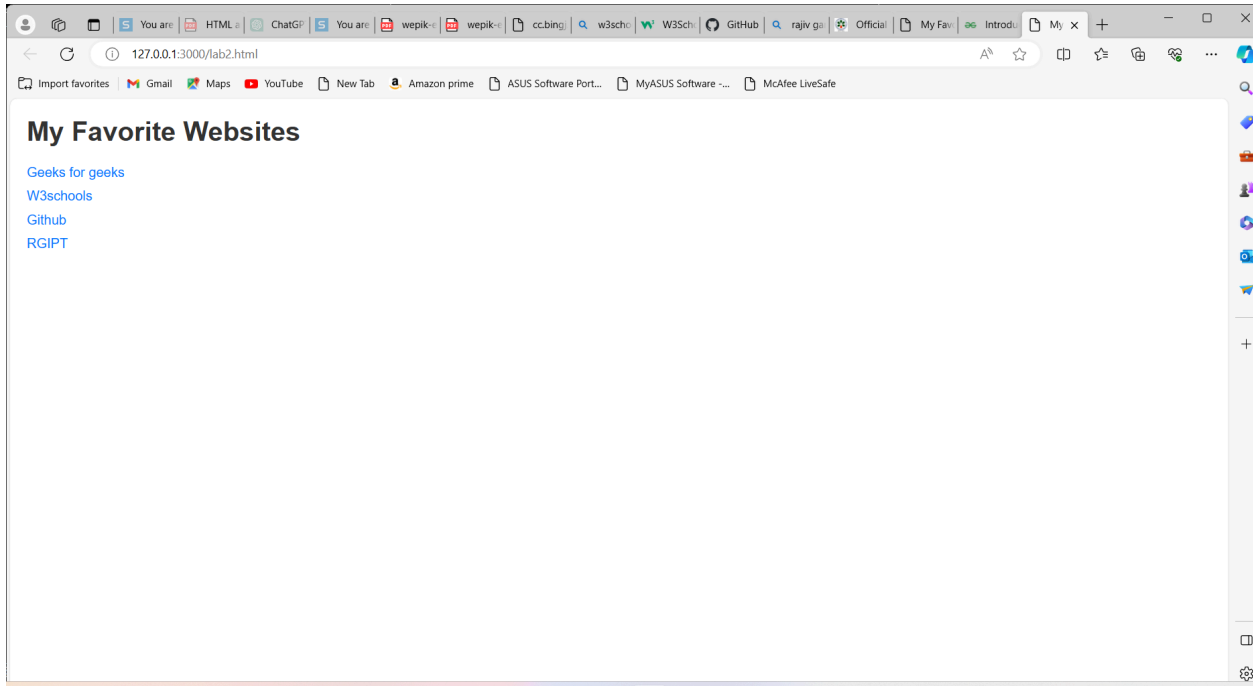 You are HTML a ChatGP You are wepik-e wepik-e cc.bing. w3scho W3Sch GitHub rajiv ga Official My Fav Introdu My
127.0.0.1:3000/lab2.html
Import favorites Gmail Maps YouTube New Tab Amazon prime ASUS Software Port... MyASUS Software -... McAfee LiveSafe
My Favorite Websites
Geeks for geeks
W3schools
Github
RGIPT